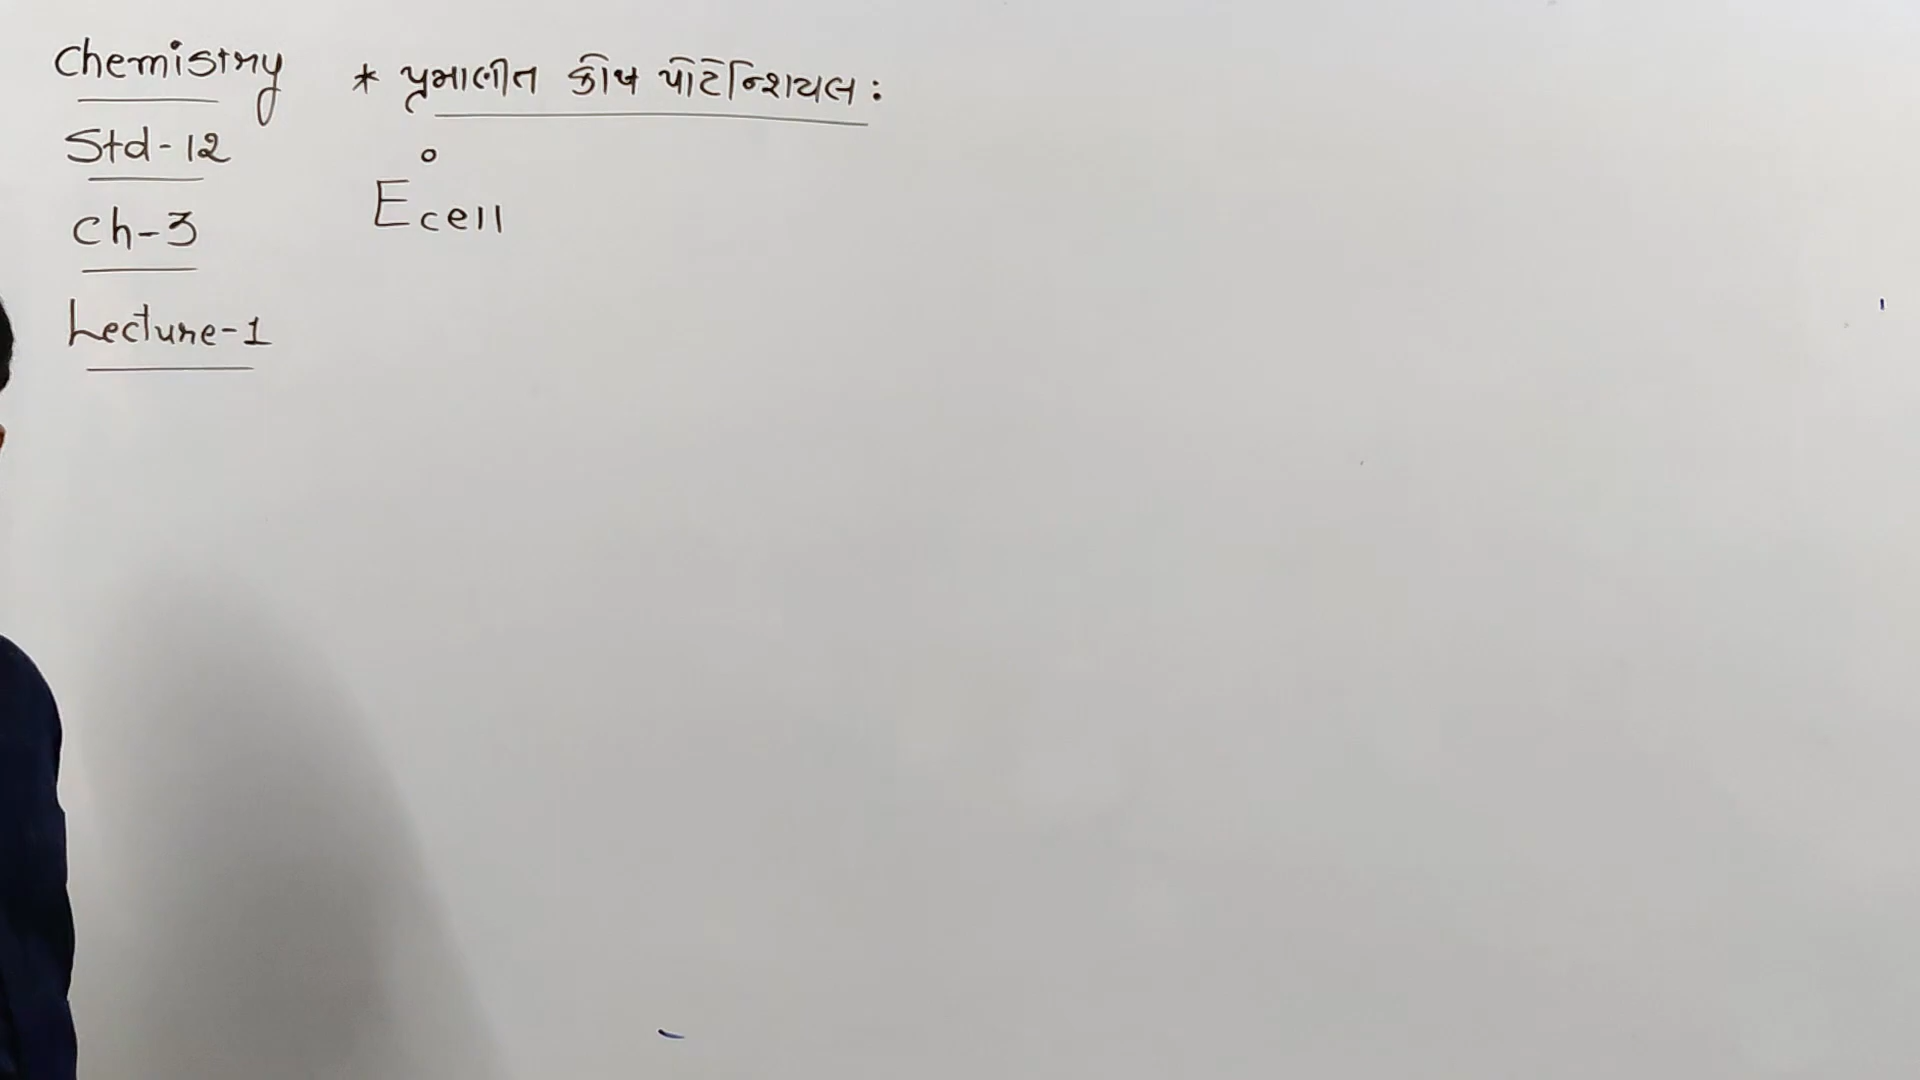 Chemistry
Std-12
Ch-3
Lecture-1
* પ્રમાણીત કોષ પોટેન્શિયલ :
E°cell